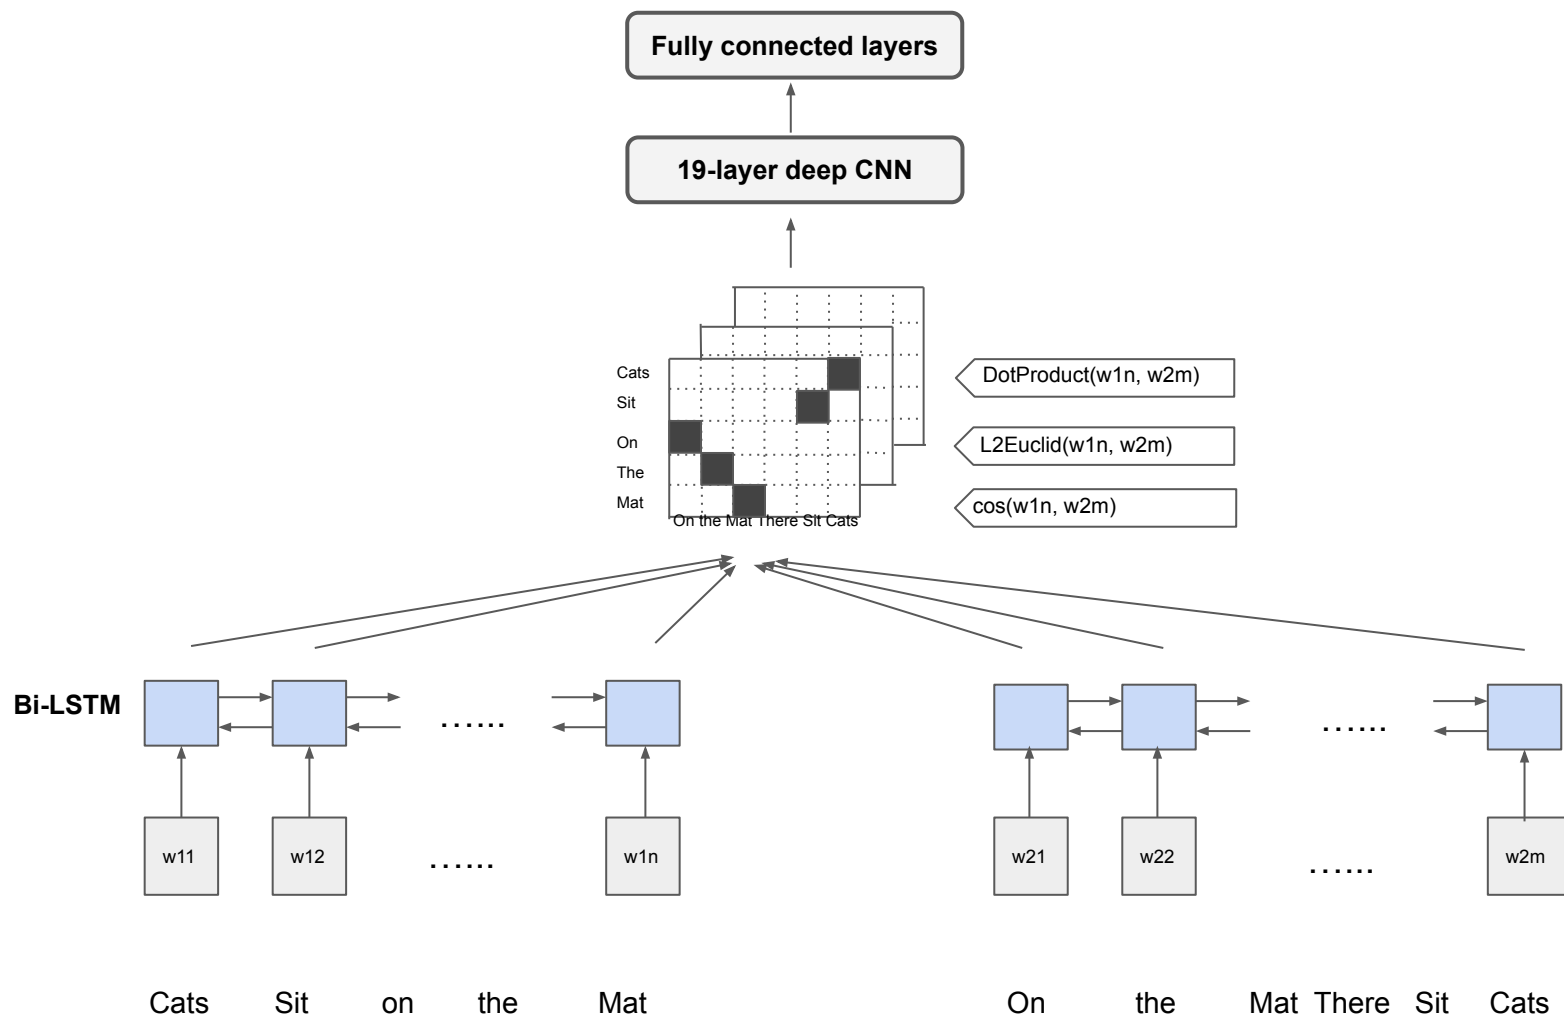 Fully connected layers
19-layer deep CNN
Cats
Sit
On
The
Mat
On the Mat There Sit Cats
DotProduct(w1n, w2m)
L2Euclid(w1n, w2m)
cos(w1n, w2m)
Bi-LSTM
......
......
w11 w12 ...... w1n
w21 w22 ...... w2m
Cats Sit on the Mat
On the Mat There Sit Cats